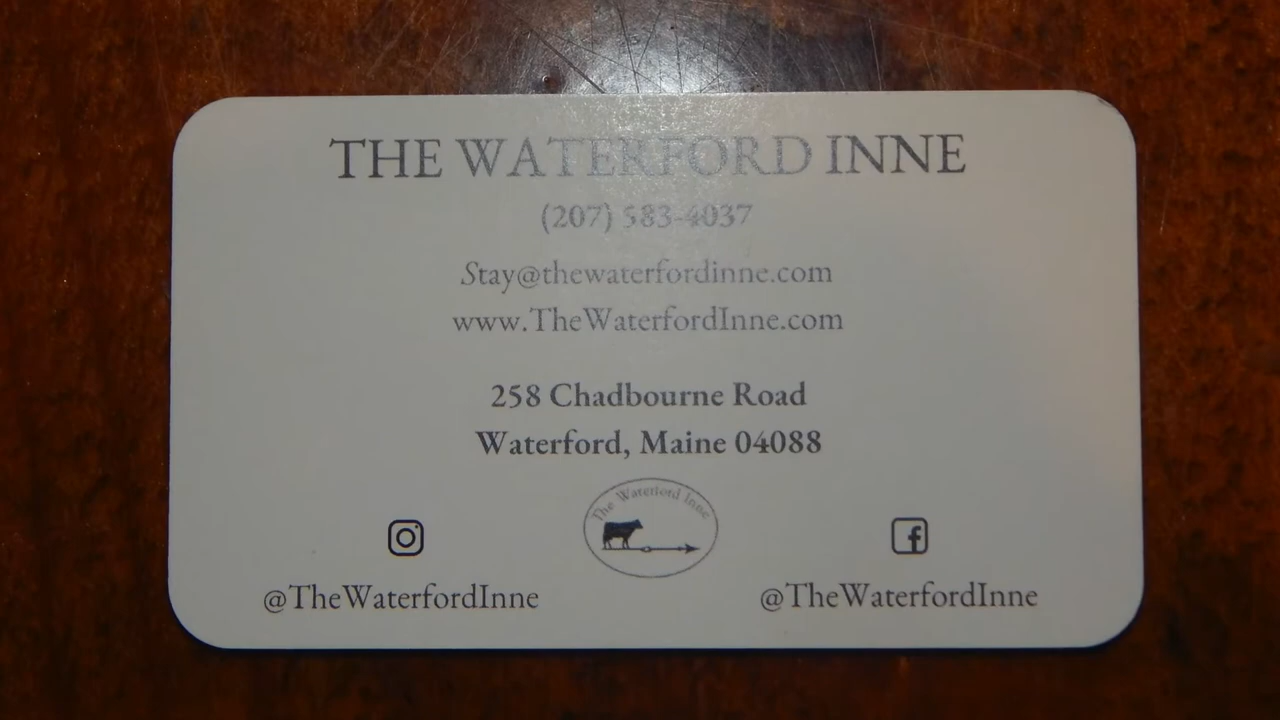 THE WATERFORD INNE
(207) 583-4037
Stay@thewaterfordinne.com
www.TheWaterfordInne.com
258 Chadbourne Road
Waterford, Maine 04088
The Waterford Inne
@TheWaterfordInne
@TheWaterfordInne